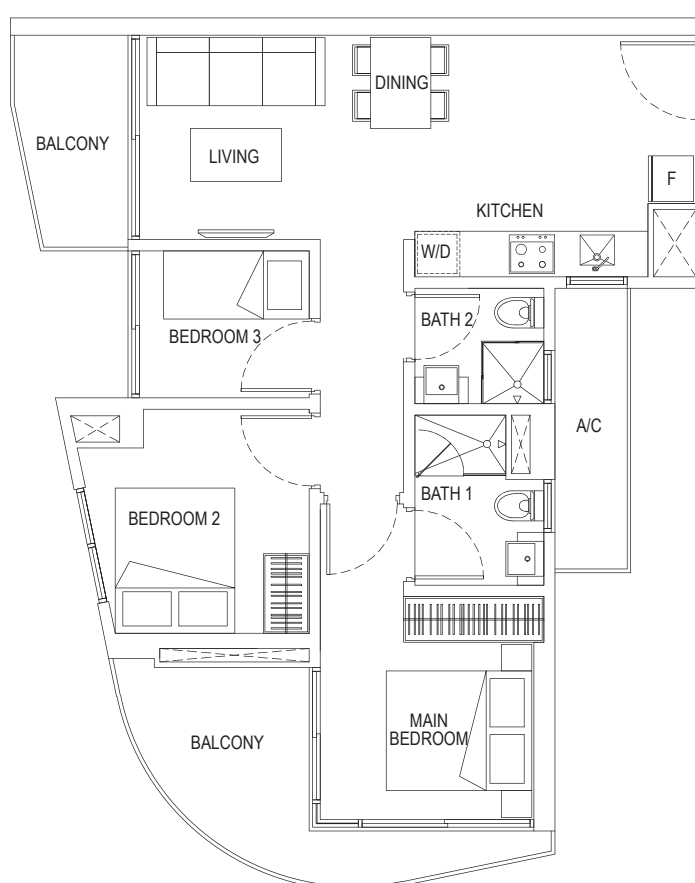 DINING
BALCONY
LIVING
F
KITCHEN
W/D
BATH 2
BEDROOM 3
A/C
BATH 1
BEDROOM 2
MAIN
BEDROOM
BALCONY